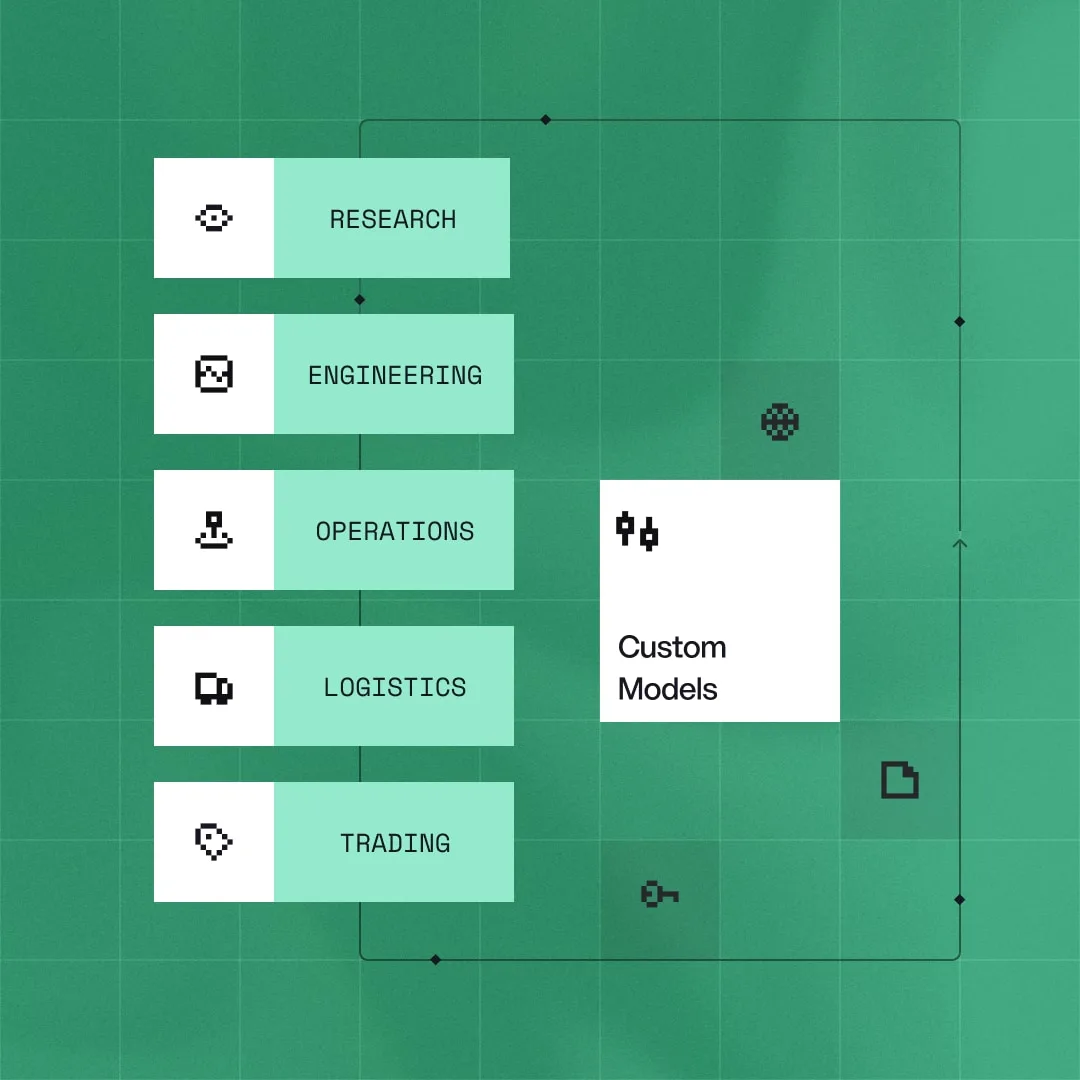 RESEARCH
ENGINEERING
OPERATIONS
LOGISTICS
TRADING
Custom
Models